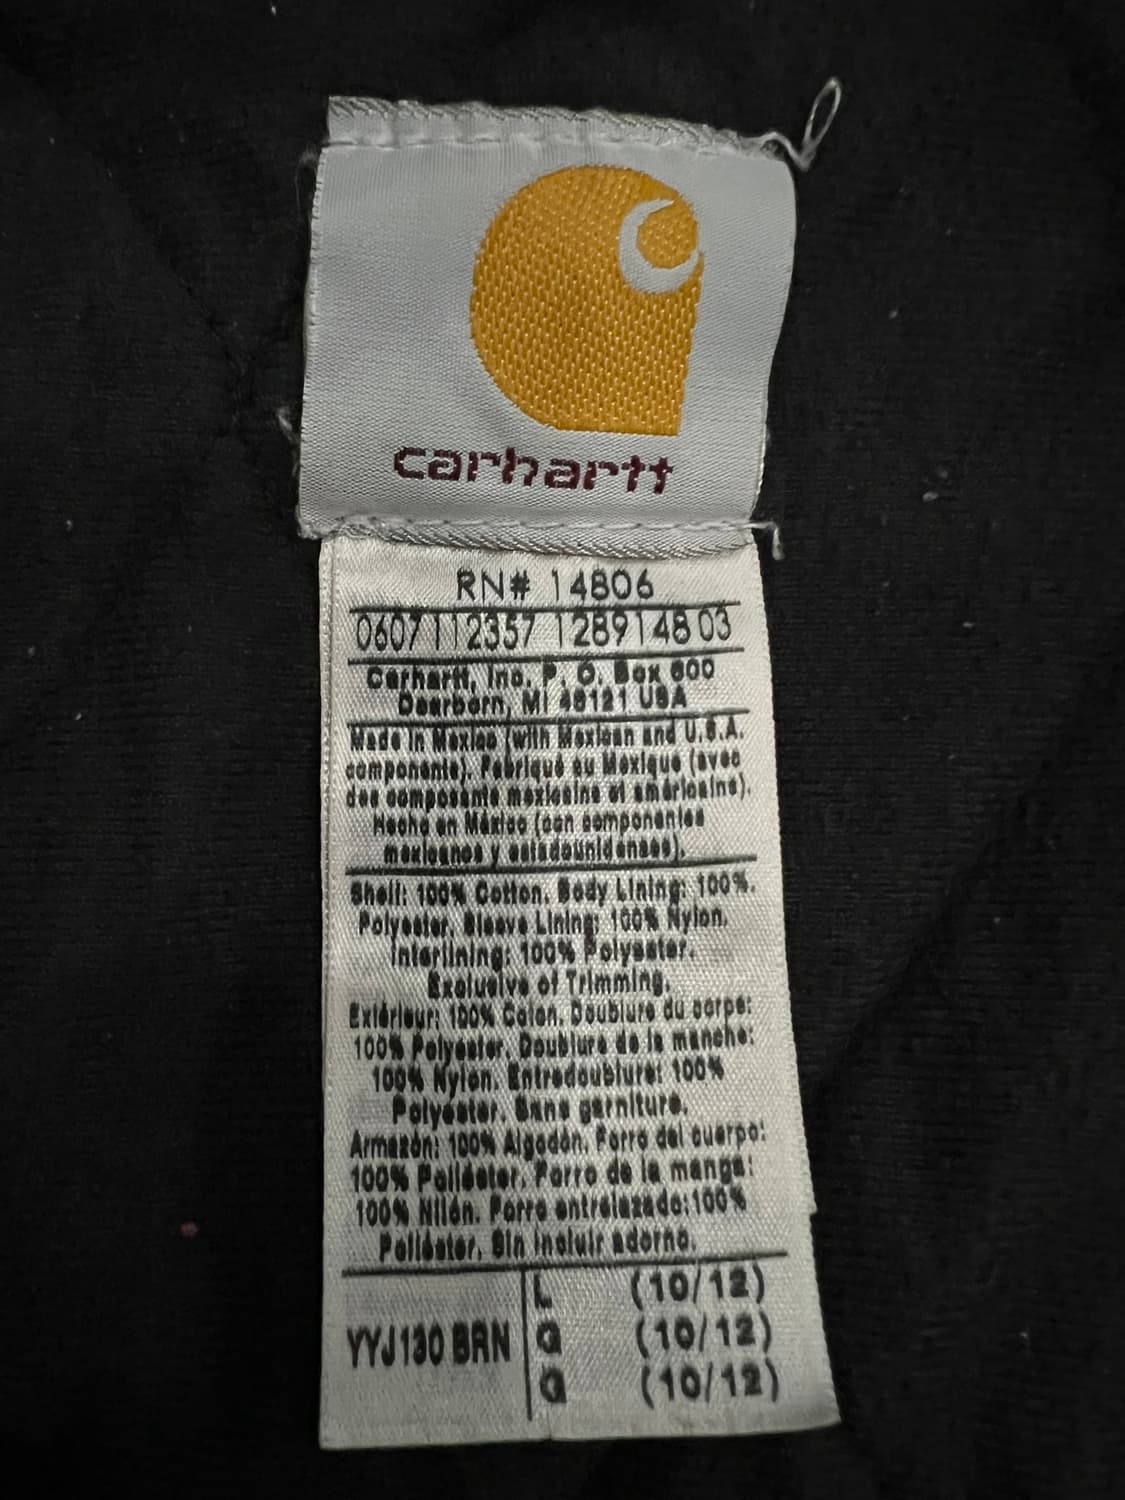 carhartt
RN# 14806
0607112357 1289148 03
Carhartt, Inc. P. O. Box 600
Dearborn, MI 48121 USA
Made in Mexico (with Mexican and U.S.A.
components). Fabriqué au Mexique (avec
des composants mexicains et américains).
Hecho en México (con componentes
mexicanos y estadounidenses).
Shell: 100% Cotton. Body Lining: 100%
Polyester. Sleeve Lining: 100% Nylon.
Interlining: 100% Polyester.
Exclusive of Trimming.
Extérieur: 100% Coton. Doublure du corps:
100% Polyester. Doublure de la manche:
100% Nylon. Entredoublure: 100%
Polyester. Sans garniture.
Armazón: 100% Algodón. Forro del cuerpo:
100% Poliéster. Forro de la manga:
100% Nilón. Forro entrelazado: 100%
Poliéster. Sin incluir adorno.
YYJ130 BRN
L (10/12)
G (10/12)
G (10/12)